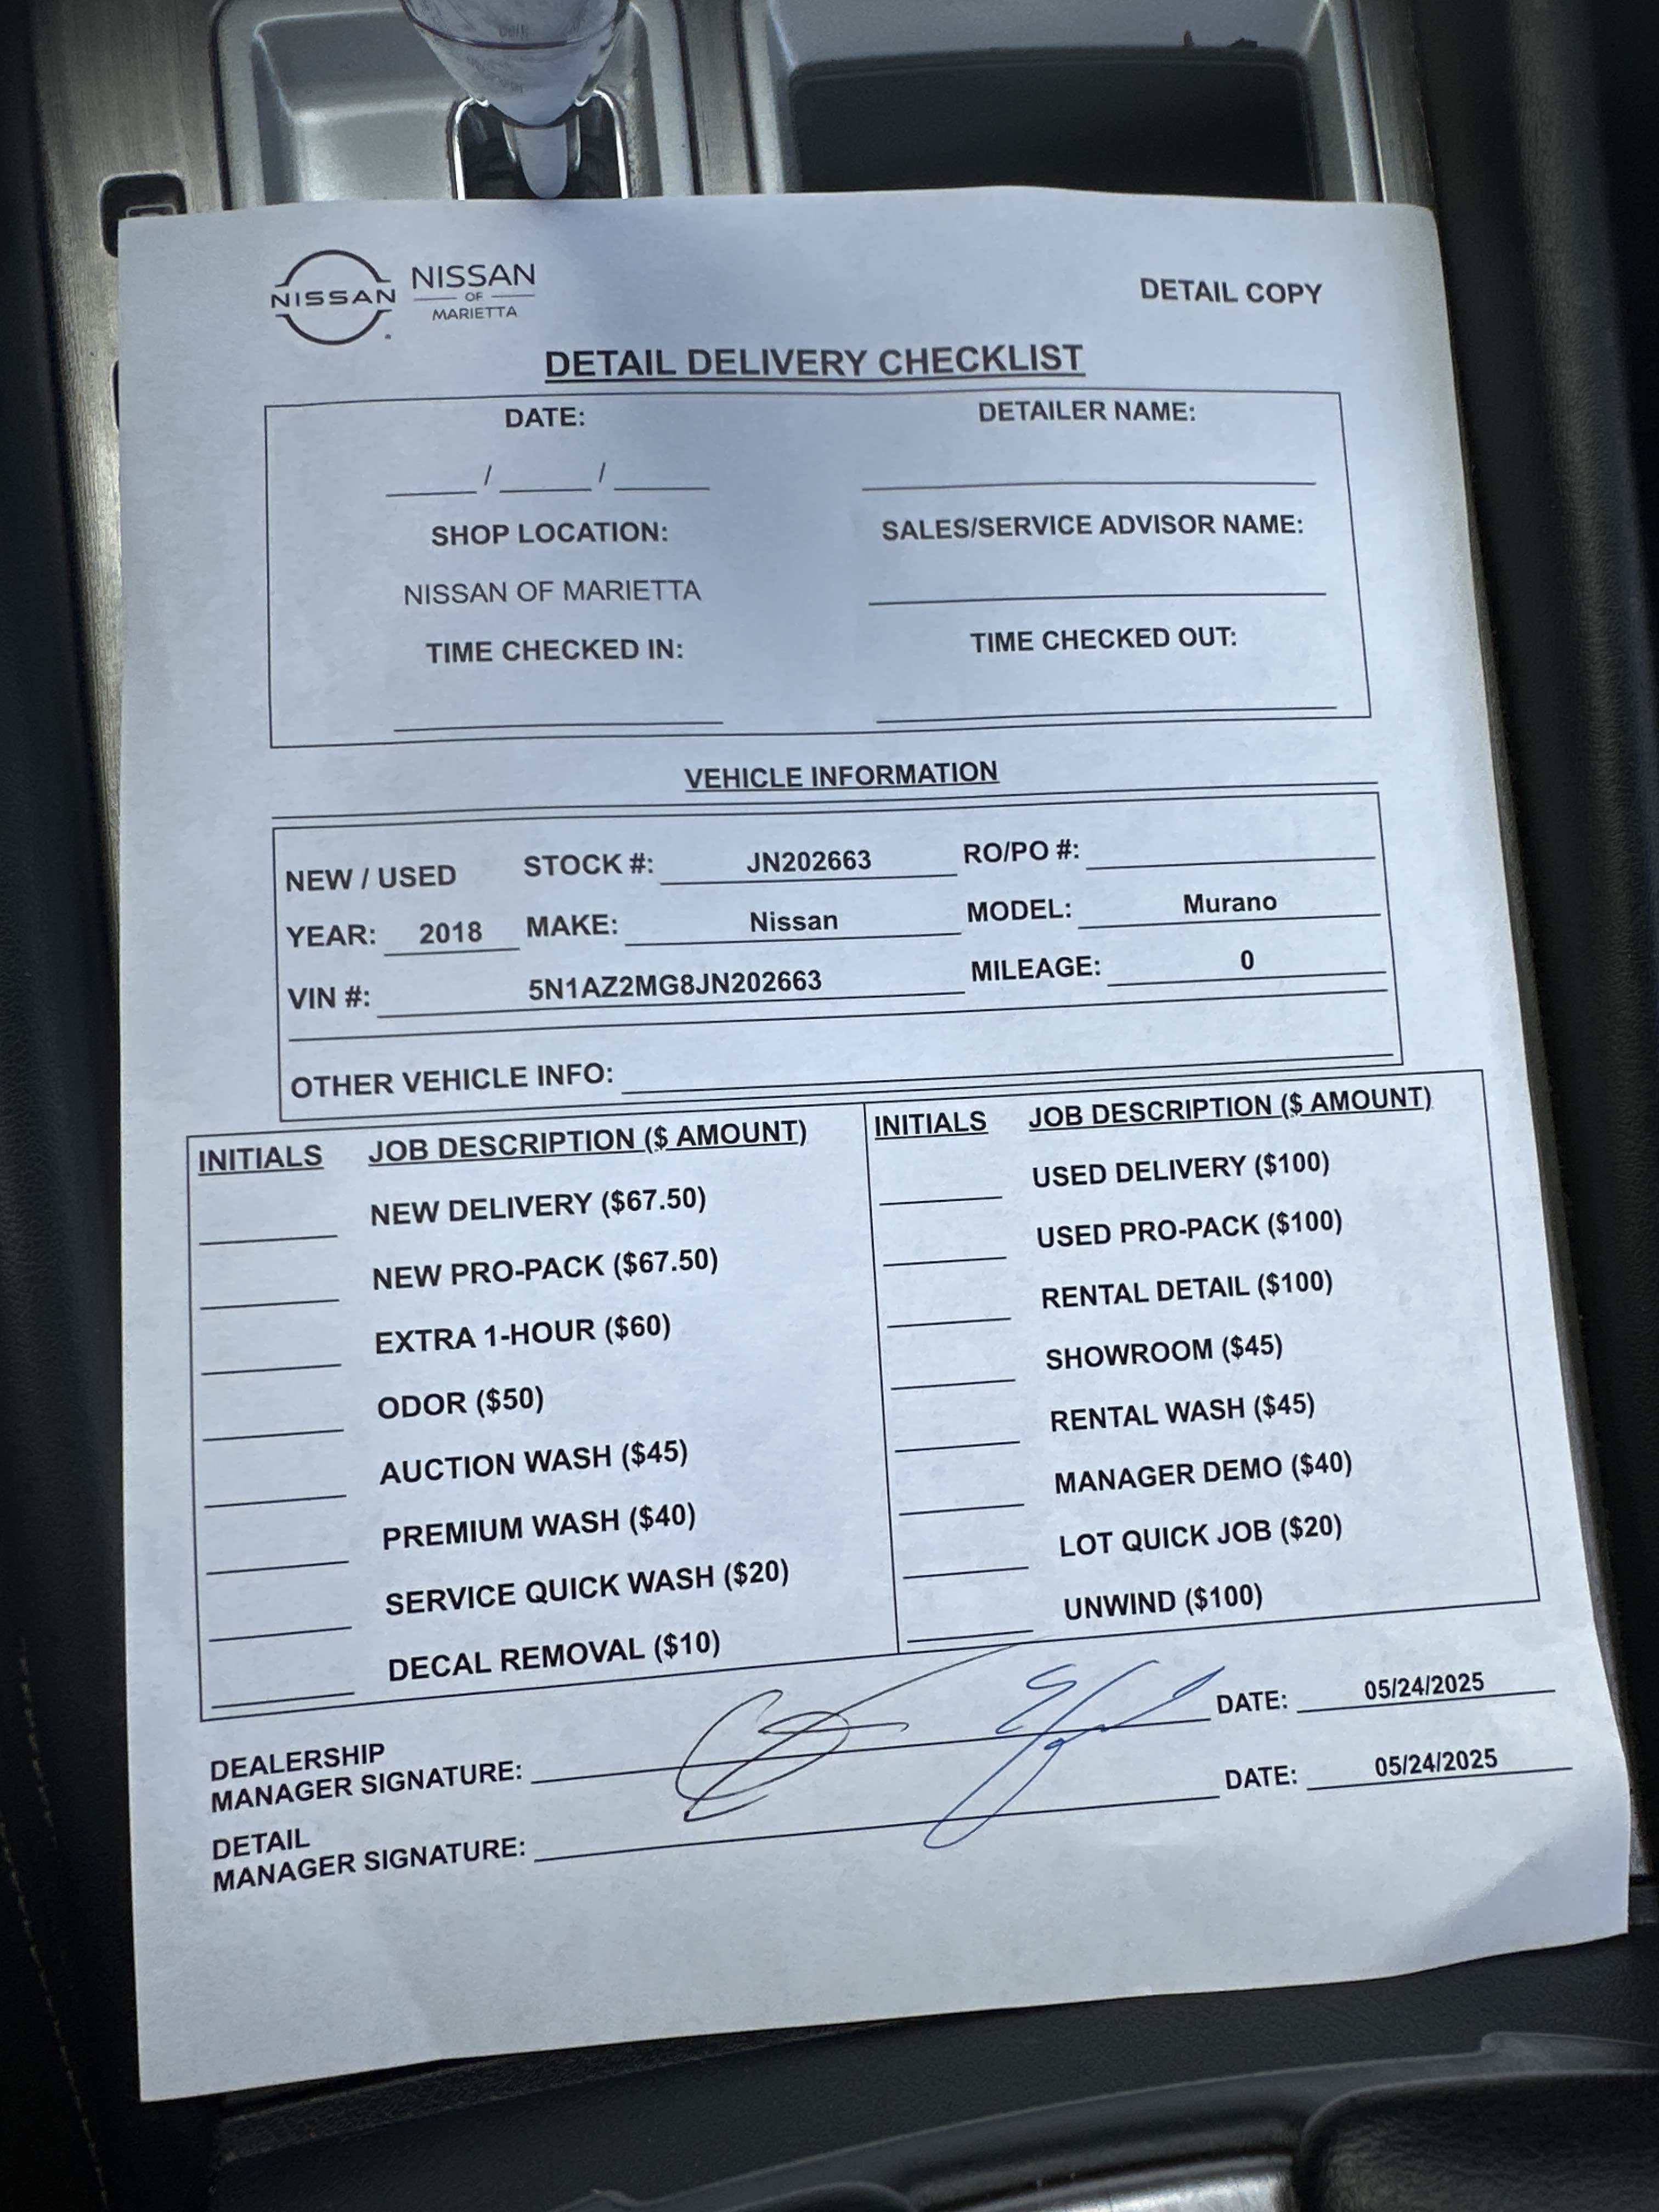 NISSAN
NISSAN
OF
MARIETTA
DETAIL COPY
DETAIL DELIVERY CHECKLIST
DATE:
DETAILER NAME:
____ / ____ / ____
SHOP LOCATION:
SALES/SERVICE ADVISOR NAME:
NISSAN OF MARIETTA
TIME CHECKED IN:
TIME CHECKED OUT:
VEHICLE INFORMATION
NEW / USED STOCK #: JN202663 RO/PO #:
YEAR: 2018 MAKE: Nissan MODEL: Murano
VIN #: 5N1AZ2MG8JN202663 MILEAGE: 0
OTHER VEHICLE INFO:
INITIALS JOB DESCRIPTION ($ AMOUNT)
NEW DELIVERY ($67.50)
NEW PRO-PACK ($67.50)
EXTRA 1-HOUR ($60)
ODOR ($50)
AUCTION WASH ($45)
PREMIUM WASH ($40)
SERVICE QUICK WASH ($20)
DECAL REMOVAL ($10)
INITIALS JOB DESCRIPTION ($ AMOUNT)
USED DELIVERY ($100)
USED PRO-PACK ($100)
RENTAL DETAIL ($100)
SHOWROOM ($45)
RENTAL WASH ($45)
MANAGER DEMO ($40)
LOT QUICK JOB ($20)
UNWIND ($100)
DEALERSHIP
MANAGER SIGNATURE: DATE: 05/24/2025
DETAIL
MANAGER SIGNATURE: DATE: 05/24/2025